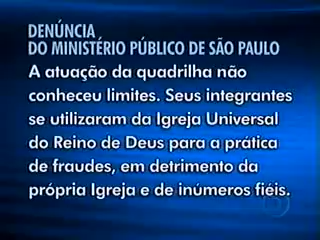 DENÚNCIA
DO MINISTÉRIO PÚBLICO DE SÃO PAULO
A atuação da quadrilha não
conheceu limites. Seus integrantes
se utilizaram da Igreja Universal
do Reino de Deus para a prática
de fraudes, em detrimento da
própria Igreja e de inúmeros fiéis.